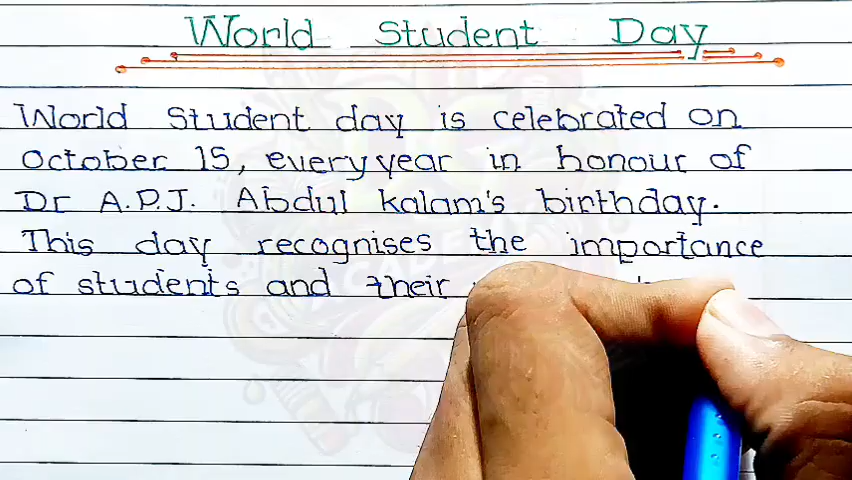 World Student Day
World Student day is celebrated on
October 15, every year in honour of
Dr A.P.J. Abdul Kalam's birthday.
This day recognises the importance
of students and their